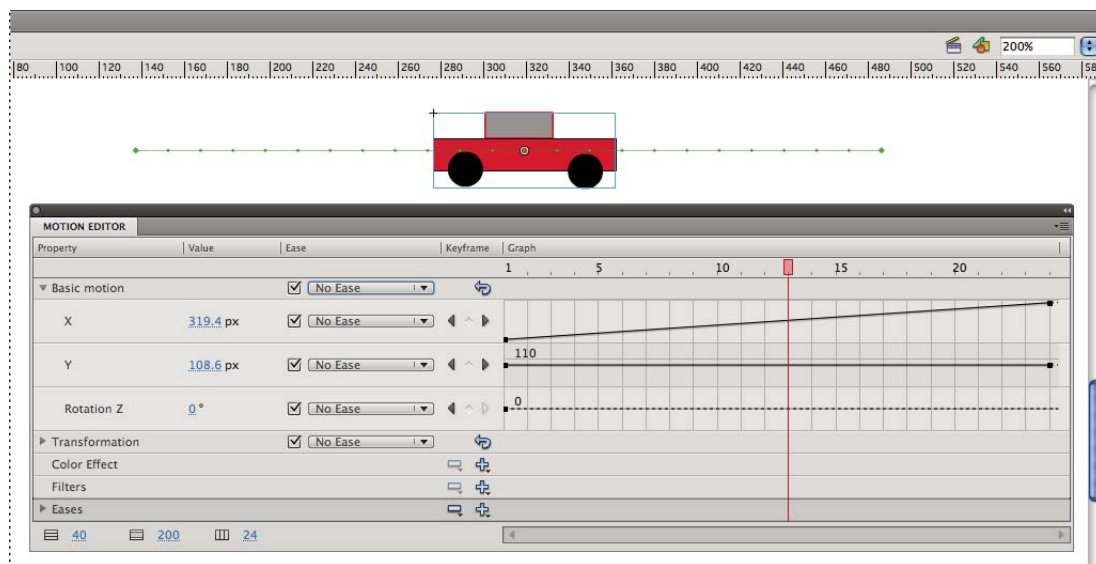 200%
80 100 120 140 160 180 200 220 240 260 280 300 320 340 360 380 400 420 440 460 480 500 520 540 560 58
MOTION EDITOR
Property Value Ease Keyframe Graph
1 5 10 15 20
Basic motion No Ease
X 319.4 px No Ease
110
Y 108.6 px No Ease
0
Rotation Z 0° No Ease
Transformation No Ease
Color Effect
Filters
Eases
40 200 24